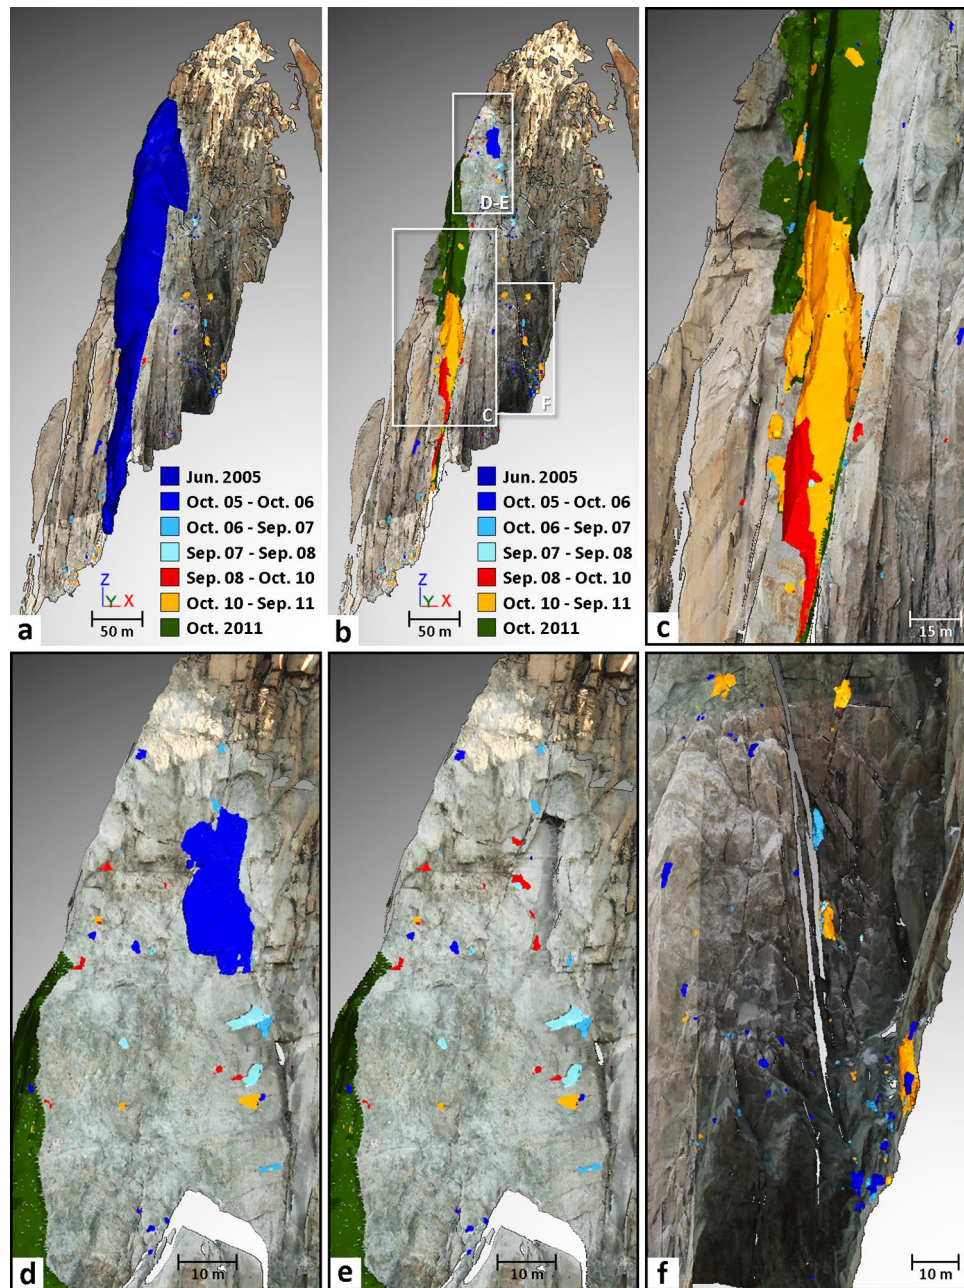 D-E
C
F
Jun. 2005
Oct. 05 - Oct. 06
Oct. 06 - Sep. 07
Sep. 07 - Sep. 08
Sep. 08 - Oct. 10
Oct. 10 - Sep. 11
Oct. 2011
Z
Y X
50 m
a
Jun. 2005
Oct. 05 - Oct. 06
Oct. 06 - Sep. 07
Sep. 07 - Sep. 08
Sep. 08 - Oct. 10
Oct. 10 - Sep. 11
Oct. 2011
Z
Y X
50 m
b
15 m
c
10 m
d
10 m
e
10 m
f